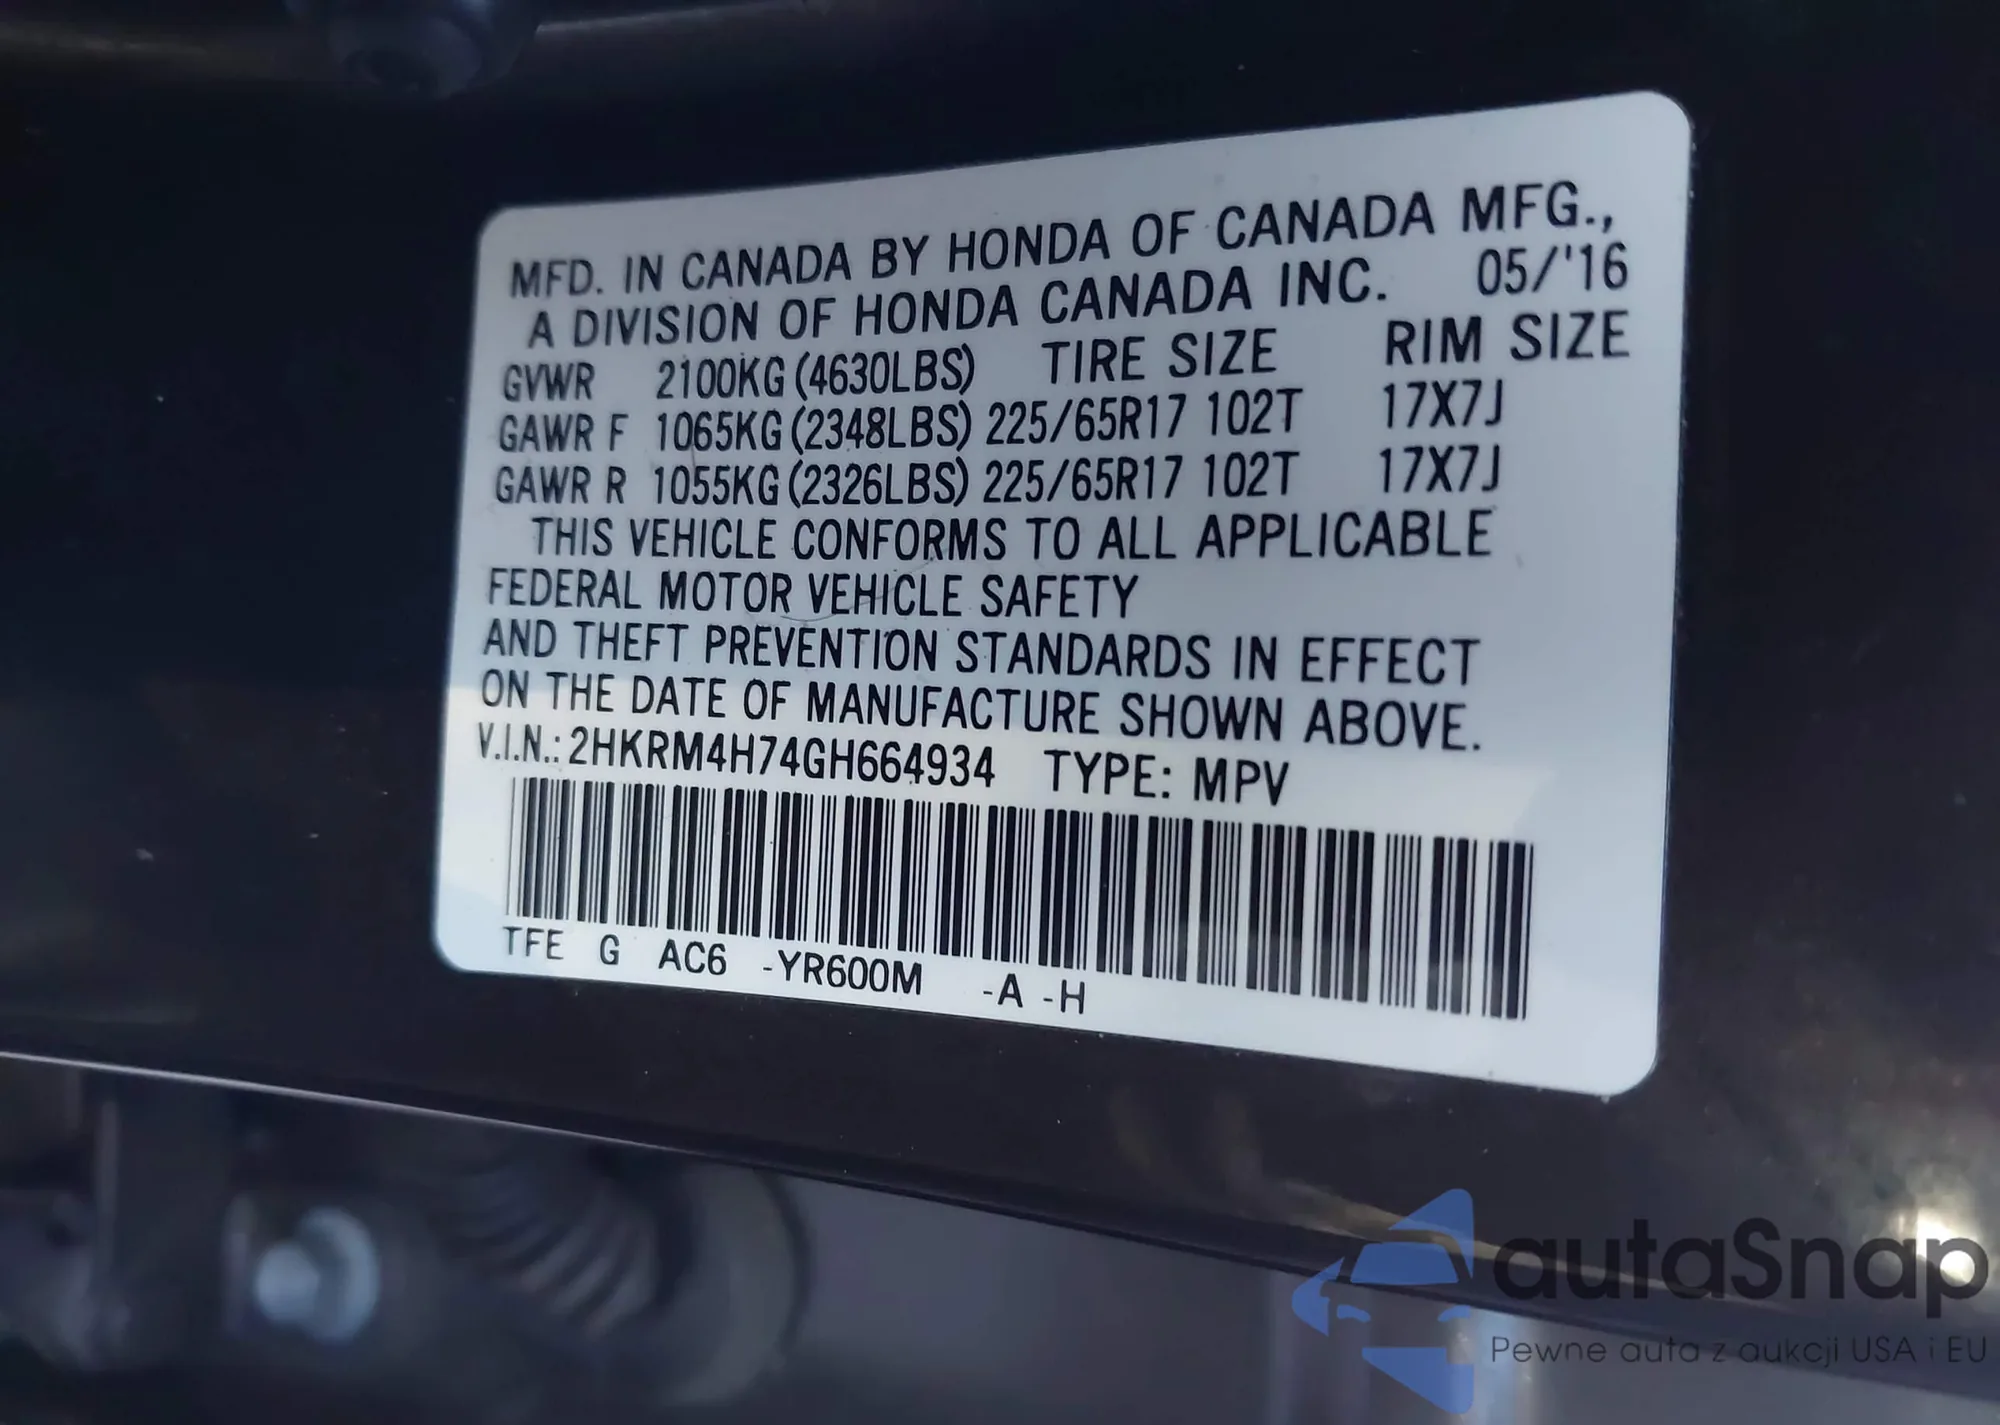 MFD. IN CANADA BY HONDA OF CANADA MFG.,
A DIVISION OF HONDA CANADA INC. 05/'16
GVWR 2100KG (4630LBS) TIRE SIZE RIM SIZE
GAWR F 1065KG (2348LBS) 225/65R17 102T 17X7J
GAWR R 1055KG (2326LBS) 225/65R17 102T 17X7J
THIS VEHICLE CONFORMS TO ALL APPLICABLE
FEDERAL MOTOR VEHICLE SAFETY
AND THEFT PREVENTION STANDARDS IN EFFECT
ON THE DATE OF MANUFACTURE SHOWN ABOVE.
V.I.N.: 2HKRM4H74GH664934 TYPE: MPV
TFE G AC6 -YR600M -A -H
autaSnap
Pewne auta z aukcji USA i EU